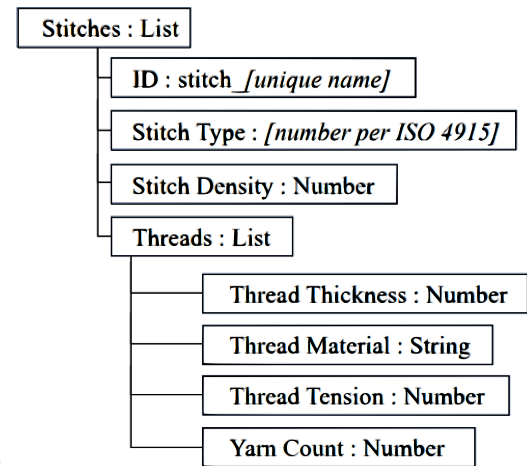 Stitches : List
ID : stitch_[unique name]
Stitch Type : [number per ISO 4915]
Stitch Density : Number
Threads : List
Thread Thickness : Number
Thread Material : String
Thread Tension : Number
Yarn Count : Number